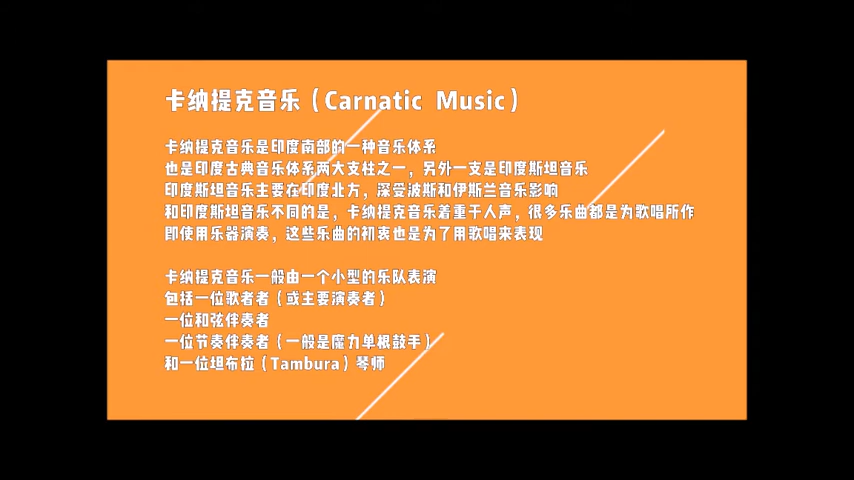 卡纳提克音乐（Carnatic Music）
卡纳提克音乐是印度南部的一种音乐体系
也是印度古典音乐体系两大支柱之一，另外一支是印度斯坦音乐
印度斯坦音乐主要在印度北方，深受波斯和伊斯兰音乐影响
和印度斯坦音乐不同的是，卡纳提克音乐着重于人声，很多乐曲都是为歌唱所作
即使用乐器演奏，这些乐曲的初衷也是为了用歌唱来表现
卡纳提克音乐一般由一个小型的乐队表演
包括一位歌者者（或主要演奏者）
一位和弦伴奏者
一位节奏伴奏者（一般是魔力单根鼓手）
和一位坦布拉（Tambura）琴师